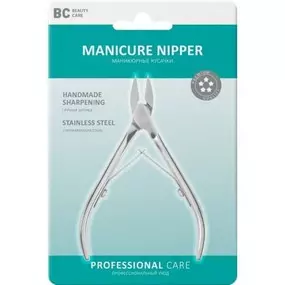 BC BEAUTY CARE
MANICURE NIPPER
МАНИКЮРНЫЕ КУСАЧКИ
HANDMADE
SHARPENING
STAINLESS STEEL
PROFESSIONAL CARE
ПРОФЕССИОНАЛЬНЫЙ УХОД